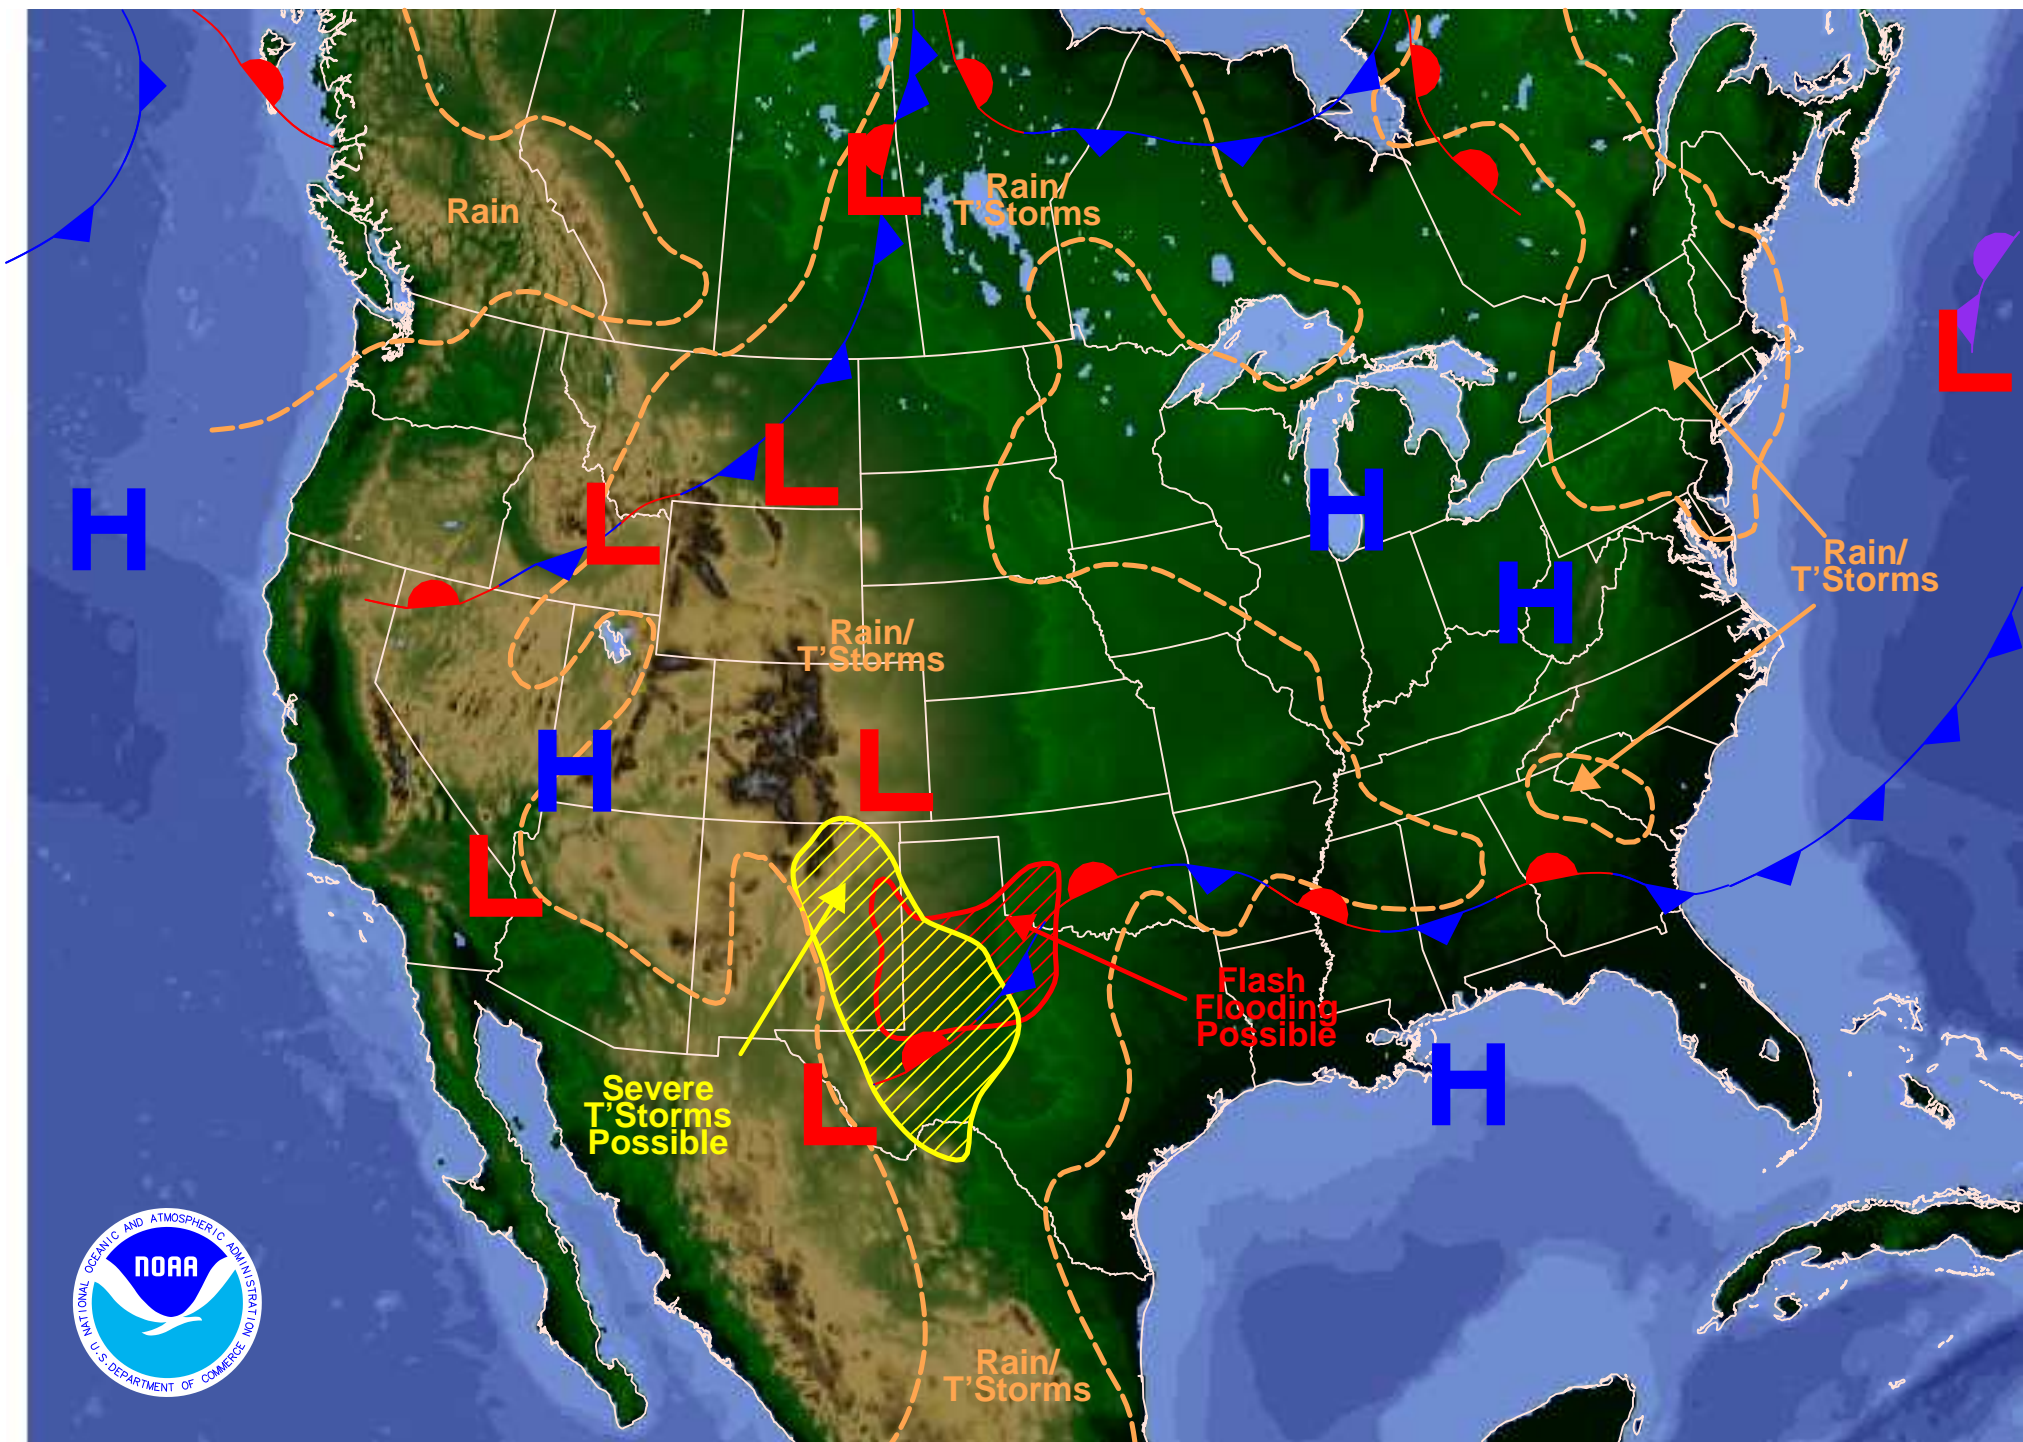 Rain
Rain/
T'Storms
L
L
L
L
H
H
H
Rain/
T'Storms
Rain/
T'Storms
H
L
L
Flash
Flooding
Possible
H
Severe
T'Storms
Possible
L
Rain/
T'Storms
NATIONAL OCEANIC AND ATMOSPHERIC ADMINISTRATION
NOAA
U.S. DEPARTMENT OF COMMERCE